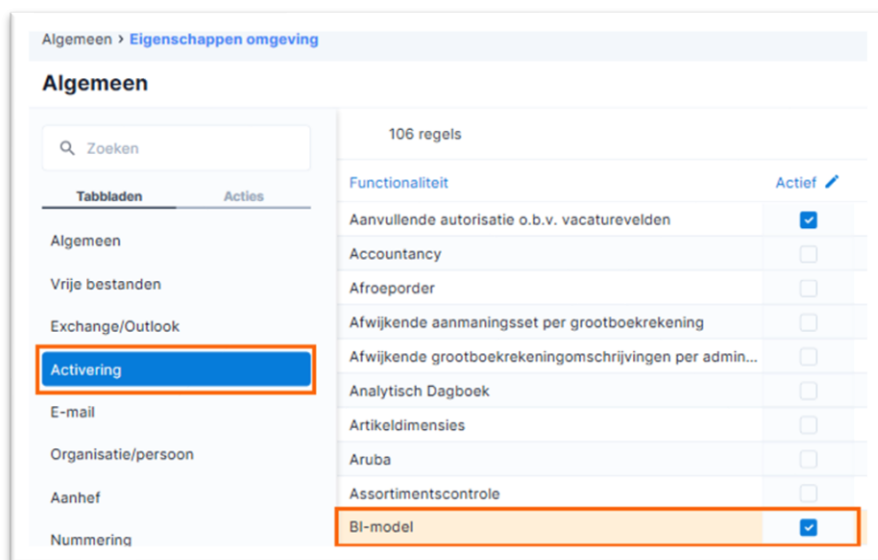 Algemeen > Eigenschappen omgeving
Algemeen
Zoeken
Tabbladen Acties
Algemeen
Vrije bestanden
Exchange/Outlook
Activering
E-mail
Organisatie/persoon
Aanhef
Nummering
106 regels
Functionaliteit Actief
Aanvullende autorisatie o.b.v. vacaturevelden
Accountancy
Afroeporder
Afwijkende aanmaningsset per grootboekrekening
Afwijkende grootboekrekeningomschrijvingen per admin...
Analytisch Dagboek
Artikeldimensies
Aruba
Assortimentscontrole
BI-model